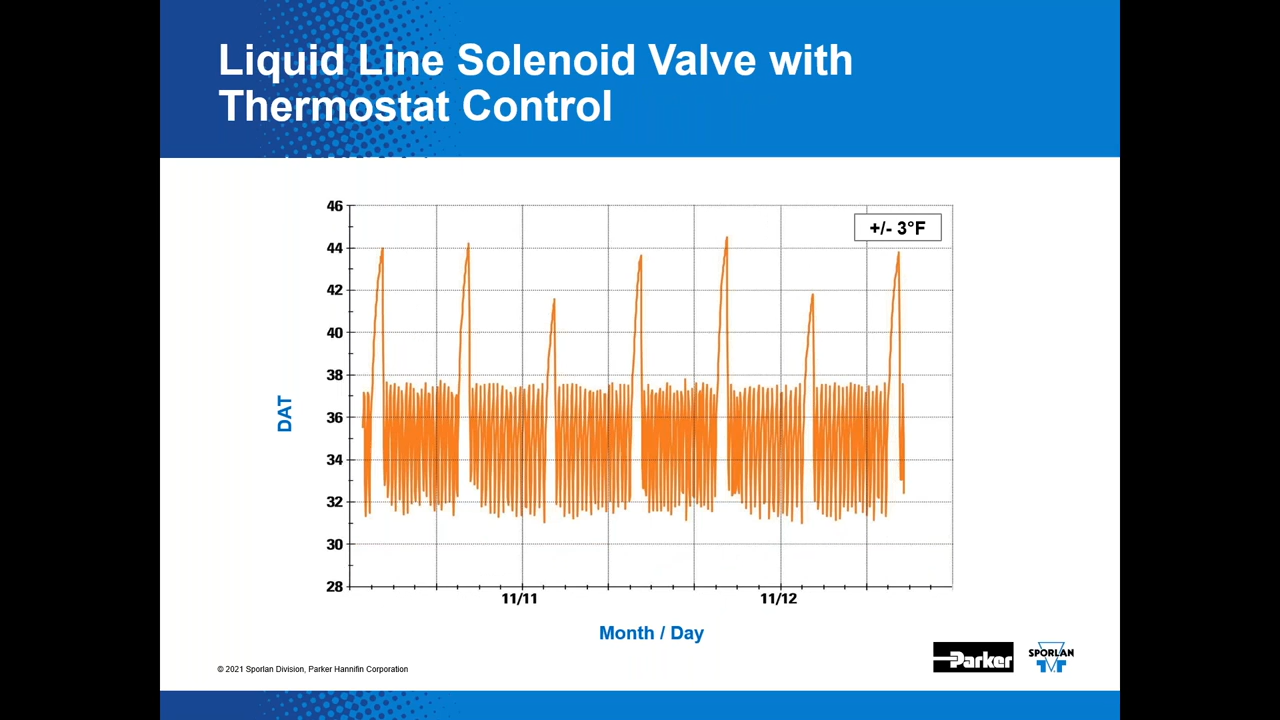 Liquid Line Solenoid Valve with
Thermostat Control
46
+/- 3°F
44
42
40
38
DAT
36
34
32
30
28
11/11
11/12
Month / Day
© 2021 Sporlan Division, Parker Hannifin Corporation
Parker
SPORLAN